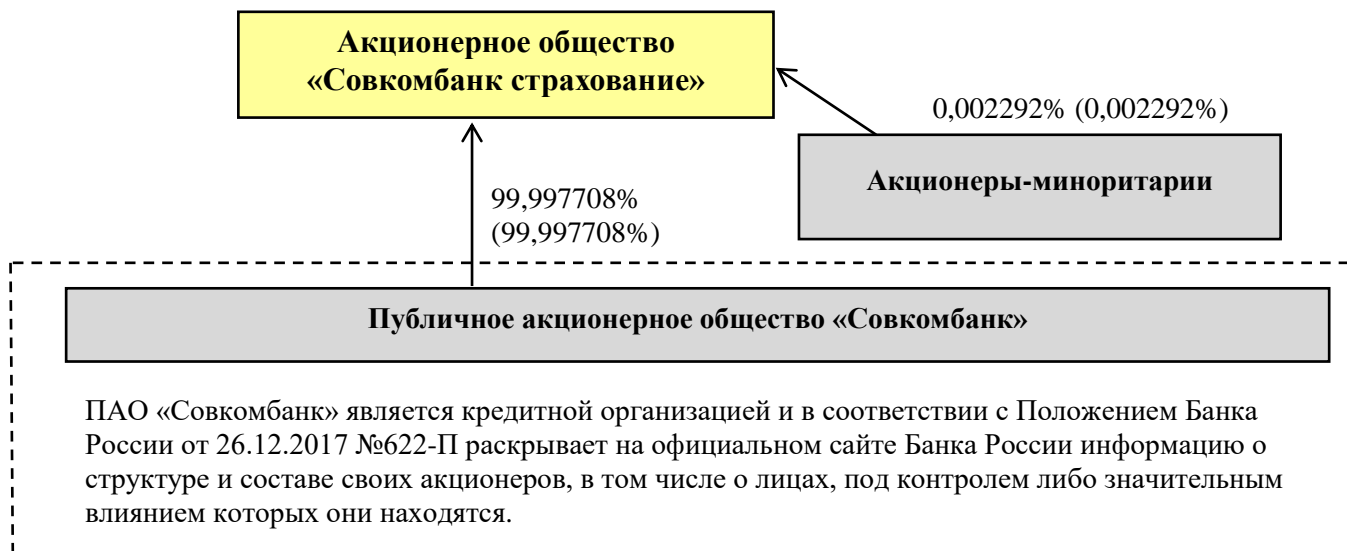 Акционерное общество
«Совкомбанк страхование»
0,002292% (0,002292%)
Акционеры-миноритарии
99,997708%
(99,997708%)
Публичное акционерное общество «Совкомбанк»
ПАО «Совкомбанк» является кредитной организацией и в соответствии с Положением Банка
России от 26.12.2017 №622-П раскрывает на официальном сайте Банка России информацию о
структуре и составе своих акционеров, в том числе о лицах, под контролем либо значительным
влиянием которых они находятся.